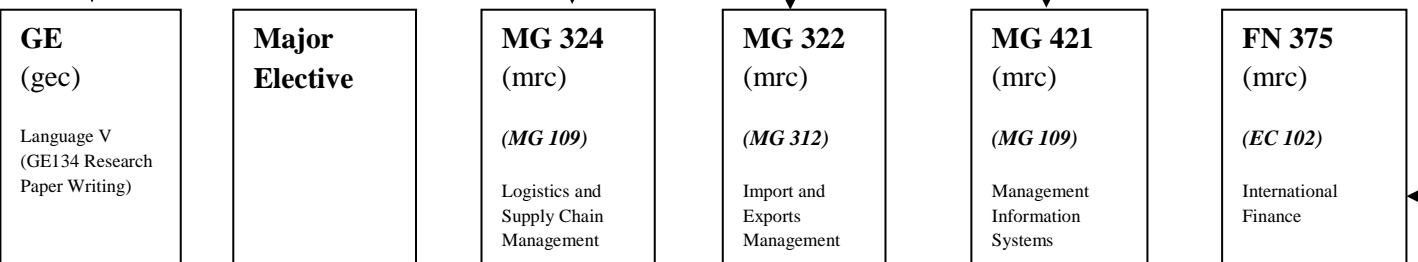 GE
(gec)
Language V
(GE134 Research
Paper Writing)
Major
Elective
MG 324
(mrc)
(MG 109)
Logistics and
Supply Chain
Management
MG 322
(mrc)
(MG 312)
Import and
Exports
Management
MG 421
(mrc)
(MG 109)
Management
Information
Systems
FN 375
(mrc)
(EC 102)
International
Finance